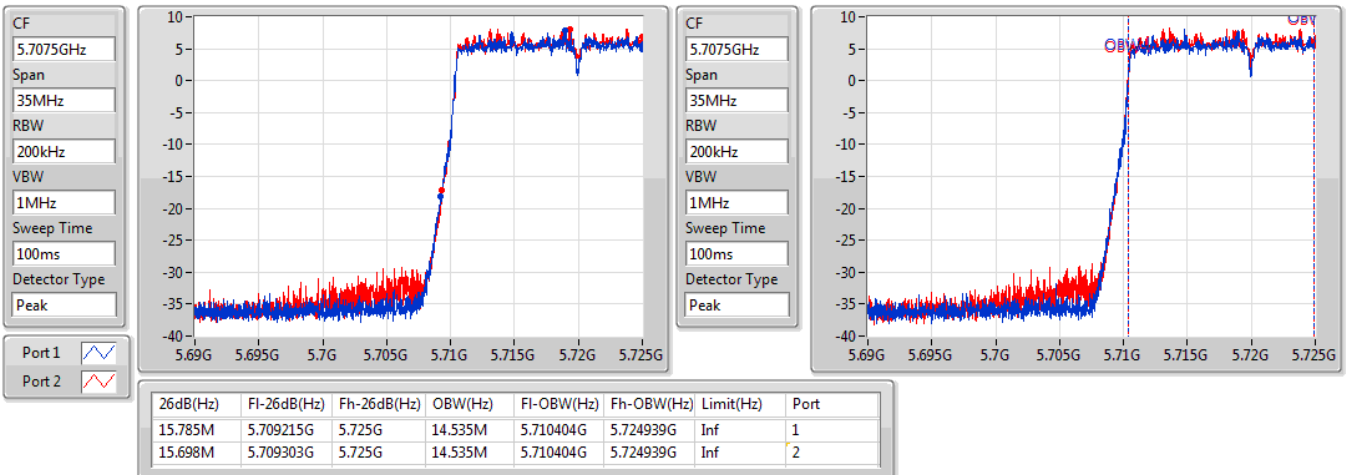 CF
5.7075GHz
Span
35MHz
RBW
200kHz
VBW
1MHz
Sweep Time
100ms
Detector Type
Peak
Port 1
Port 2
10
5
0
-5
-10
-15
-20
-25
-30
-35
-40
5.69G 5.695G 5.7G 5.705G 5.71G 5.715G 5.72G 5.725G
CF
5.7075GHz
Span
35MHz
RBW
200kHz
VBW
1MHz
Sweep Time
100ms
Detector Type
Peak
10
5
0
-5
-10
-15
-20
-25
-30
-35
-40
OBW
OBW
5.69G 5.695G 5.7G 5.705G 5.71G 5.715G 5.72G 5.725G
26dB(Hz) Fl-26dB(Hz) Fh-26dB(Hz) OBW(Hz) Fl-OBW(Hz) Fh-OBW(Hz) Limit(Hz) Port
15.785M 5.709215G 5.725G 14.535M 5.710404G 5.724939G Inf 1
15.698M 5.709303G 5.725G 14.535M 5.710404G 5.724939G Inf 2